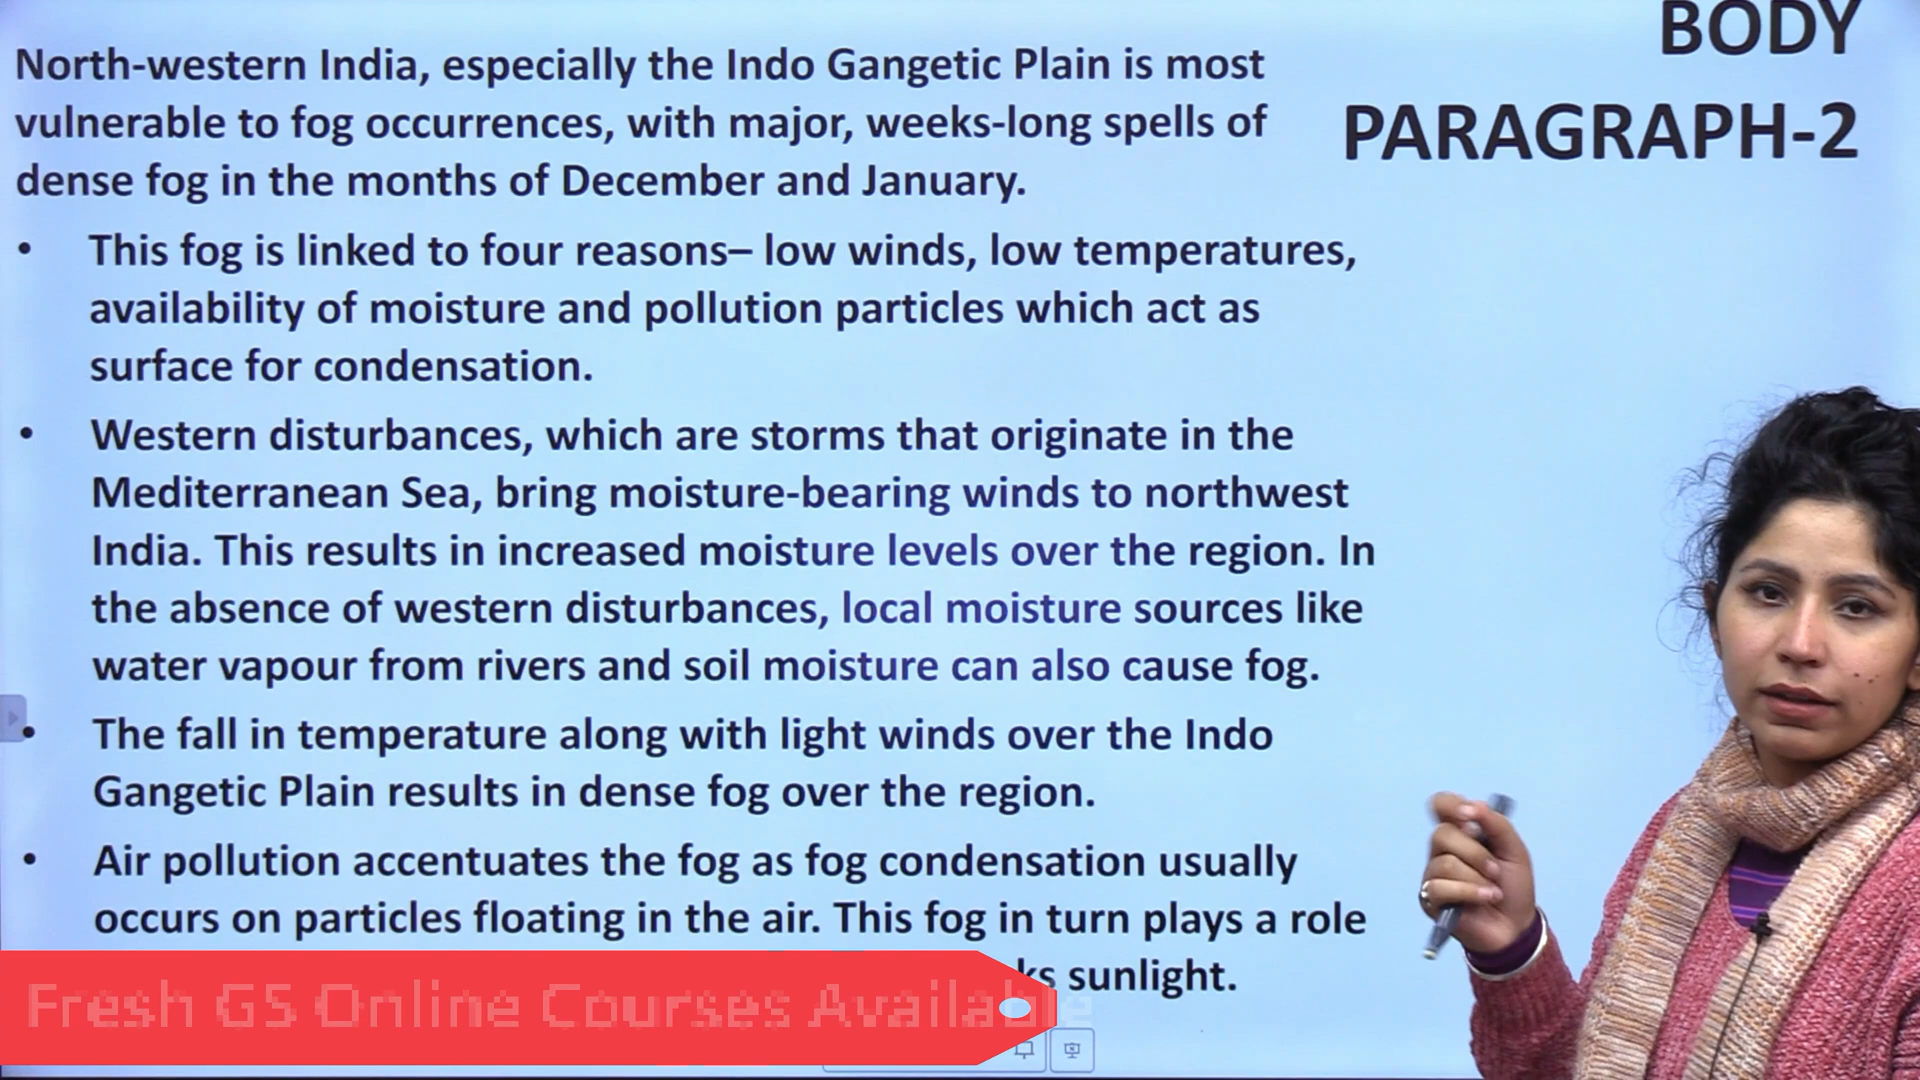 BODY
PARAGRAPH-2
North-western India, especially the Indo Gangetic Plain is most
vulnerable to fog occurrences, with major, weeks-long spells of
dense fog in the months of December and January.
• This fog is linked to four reasons– low winds, low temperatures,
availability of moisture and pollution particles which act as
surface for condensation.
• Western disturbances, which are storms that originate in the
Mediterranean Sea, bring moisture-bearing winds to northwest
India. This results in increased moisture levels over the region. In
the absence of western disturbances, local moisture sources like
water vapour from rivers and soil moisture can also cause fog.
• The fall in temperature along with light winds over the Indo
Gangetic Plain results in dense fog over the region.
• Air pollution accentuates the fog as fog condensation usually
occurs on particles floating in the air. This fog in turn plays a role
sunlight.
Fresh GS Online Courses Available